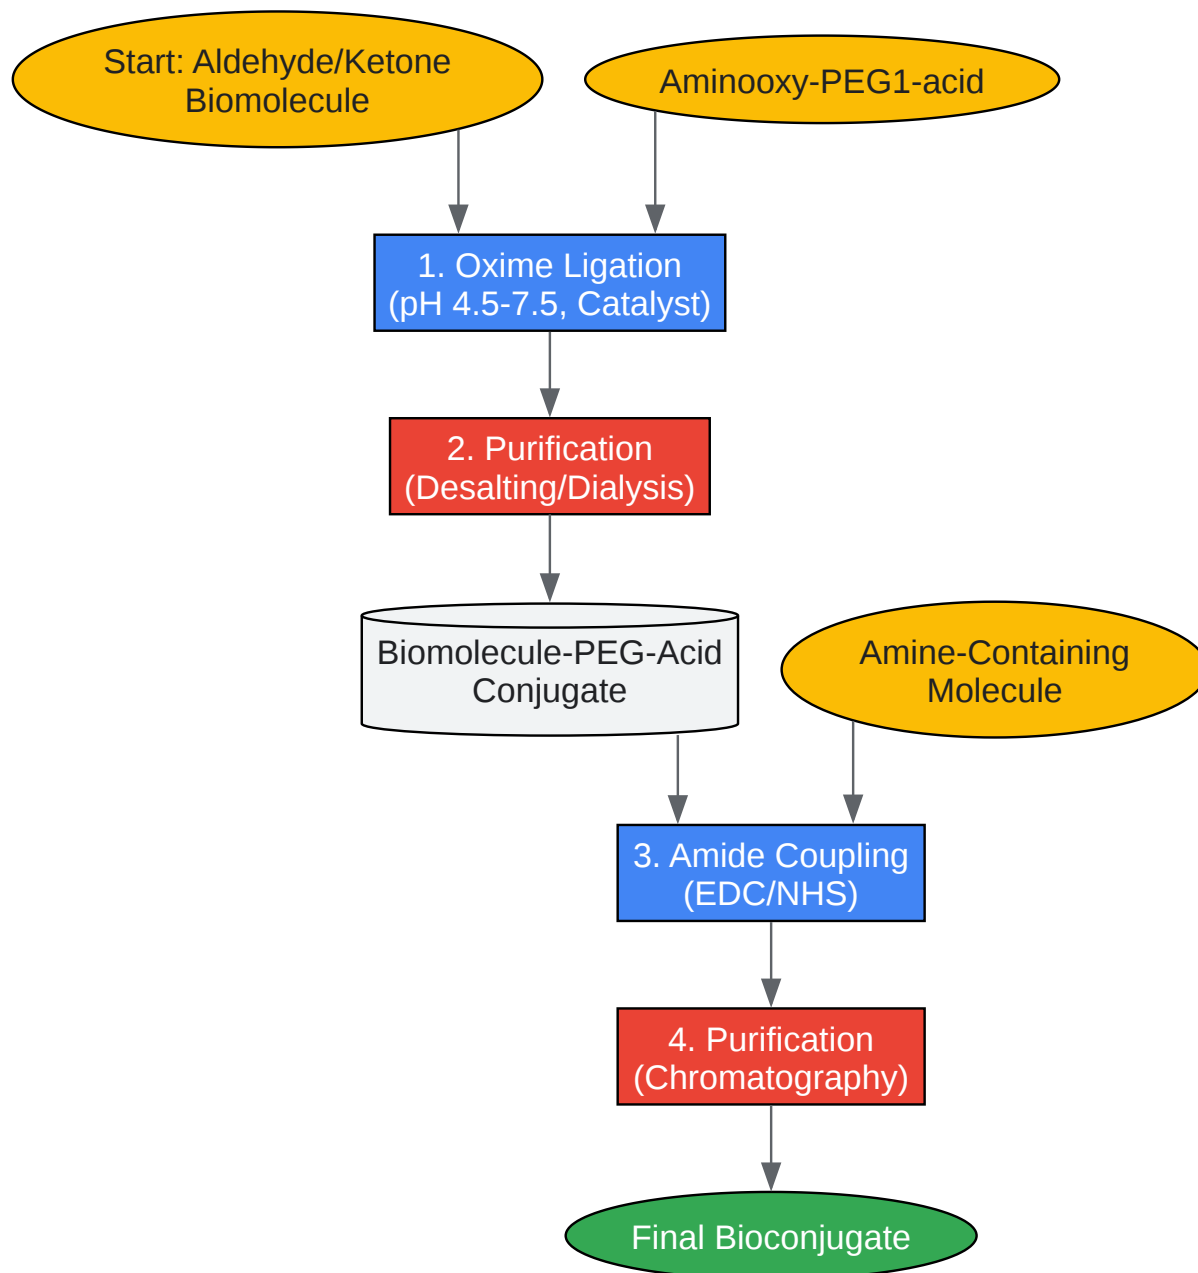 Start: Aldehyde/Ketone
Biomolecule
Aminooxy-PEG1-acid
1. Oxime Ligation
(pH 4.5-7.5, Catalyst)
2. Purification
(Desalting/Dialysis)
Biomolecule-PEG-Acid
Conjugate
Amine-Containing
Molecule
3. Amide Coupling
(EDC/NHS)
4. Purification
(Chromatography)
Final Bioconjugate